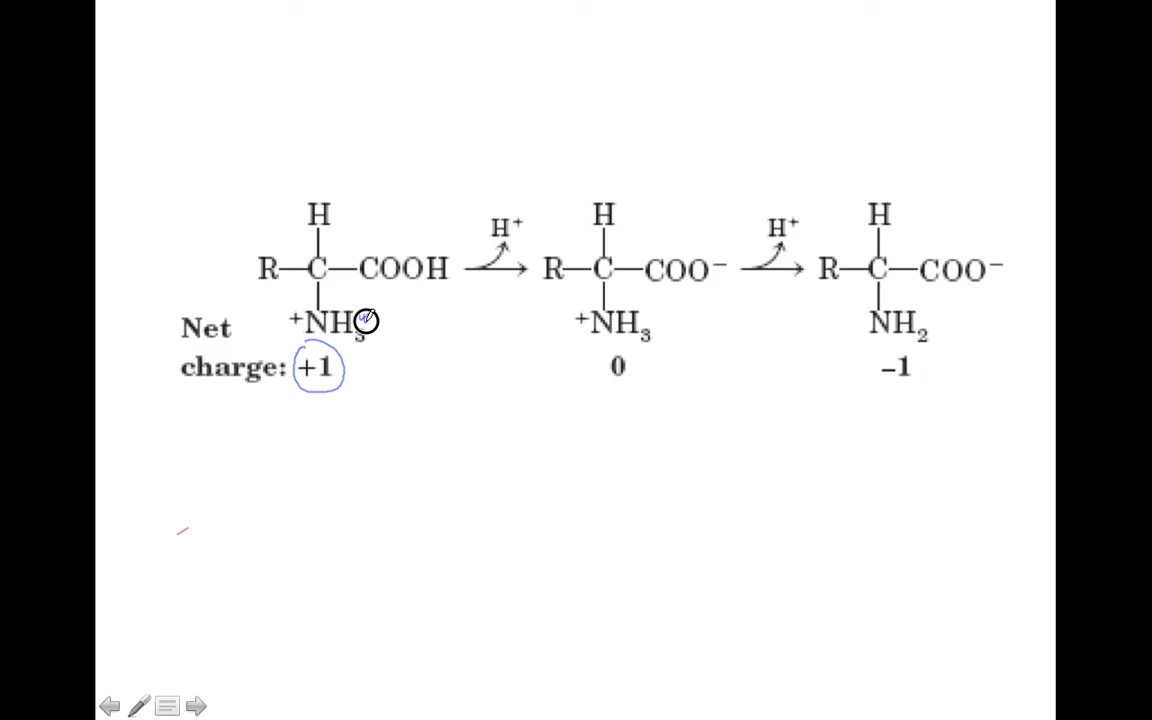 H H H
H⁺ H⁺
R—C—COOH R—C—COO⁻ R—C—COO⁻
Net ⁺NH₃ ⁺NH₃ NH₂
charge: +1 0 –1